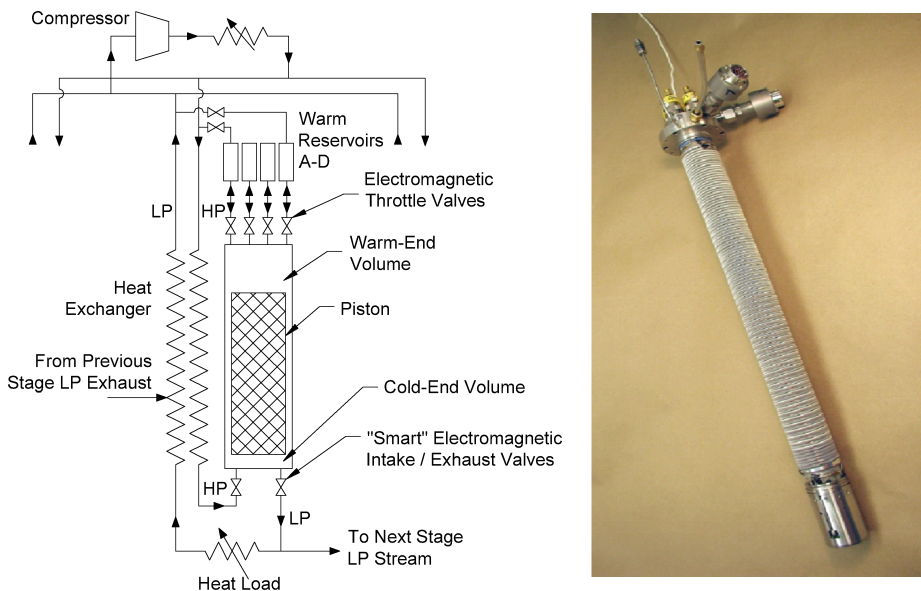 Compressor
Warm
Reservoirs
A-D
Electromagnetic
Throttle Valves
LP
HP
Warm-End
Volume
Heat
Exchanger
Piston
From Previous
Stage LP Exhaust
Cold-End Volume
"Smart" Electromagnetic
Intake / Exhaust Valves
HP
LP
To Next Stage
LP Stream
Heat Load